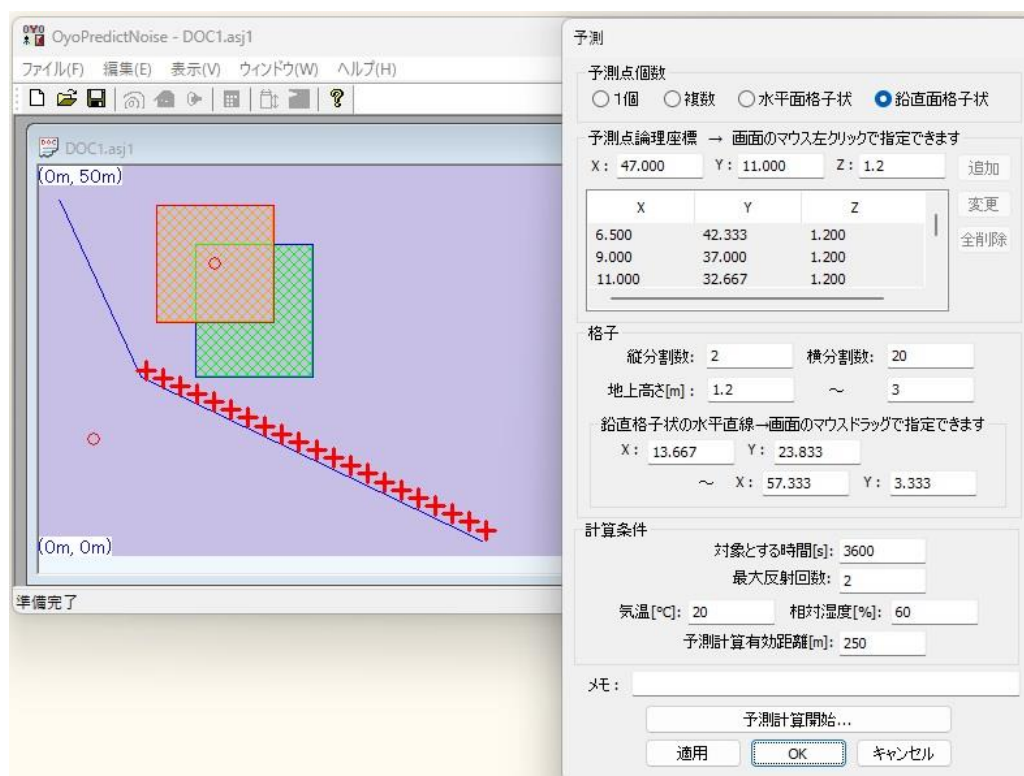 OyoPredictNoise - DOC1.asj1
ファイル(F) 編集(E) 表示(V) ウィンドウ(W) ヘルプ(H)
DOC1.asj1
(0m, 50m)
(0m, 0m)
準備完了
予測
予測点個数
1個 複数 水平面格子状 鉛直面格子状
予測点論理座標 → 画面のマウス左クリックで指定できます
X: 47.000 Y: 11.000 Z: 1.2 追加
X Y Z 変更
6.500 42.333 1.200 全削除
9.000 37.000 1.200
11.000 32.667 1.200
格子
縦分割数: 2 横分割数: 20
地上高さ[m]: 1.2 ～ 3
鉛直格子状の水平直線→画面のマウスドラッグで指定できます
X: 13.667 Y: 23.833
～ X: 57.333 Y: 3.333
計算条件
対象とする時間[s]: 3600
最大反射回数: 2
気温[℃]: 20 相対湿度[%]: 60
予測計算有効距離[m]: 250
メモ:
予測計算開始...
適用 OK キャンセル